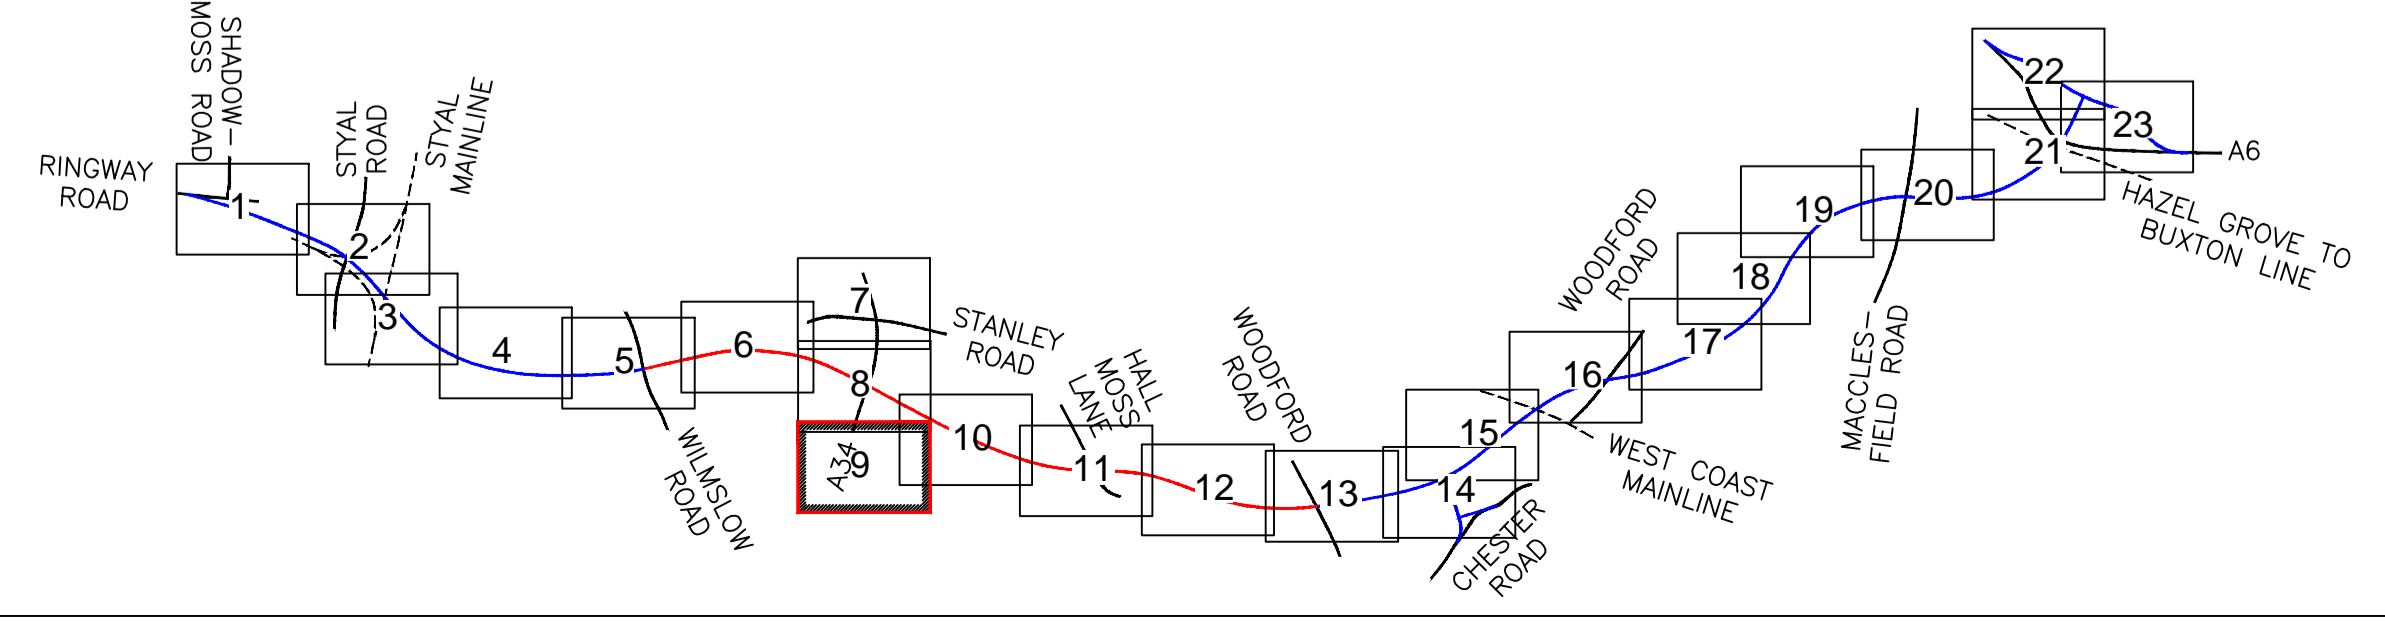 SHADOW-
MOSS ROAD
RINGWAY
ROAD
1
STYAL
ROAD
STYAL
MAINLINE
2
3
4
5
WILMSLOW
ROAD
6
7
STANLEY
ROAD
8
A34
9
10
HALL
MOSS
LANE
11
12
WOODFORD
ROAD
13
14
CHESTER
ROAD
15
WEST COAST
MAINLINE
16
WOODFORD
ROAD
17
18
19
MACCLES-
FIELD ROAD
20
21
22
23
A6
HAZEL GROVE TO
BUXTON LINE